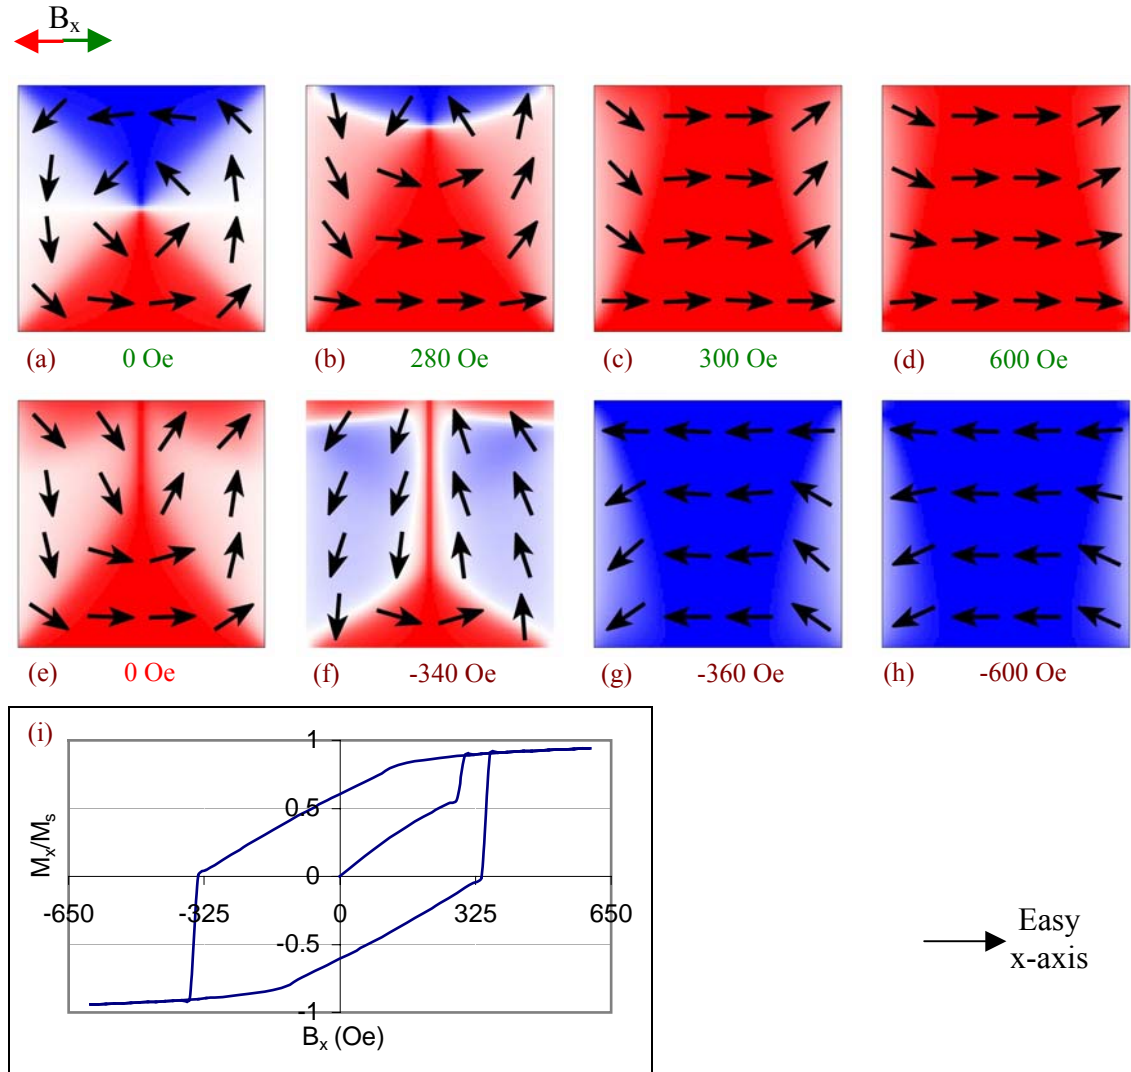 Bx
(a) 0 Oe (b) 280 Oe (c) 300 Oe (d) 600 Oe
(e) 0 Oe (f) -340 Oe (g) -360 Oe (h) -600 Oe
(i)
1
0.5
0
-0.5
-1
-650 -325 0 325 650
Mx/Ms
Bx (Oe)
Easy
x-axis